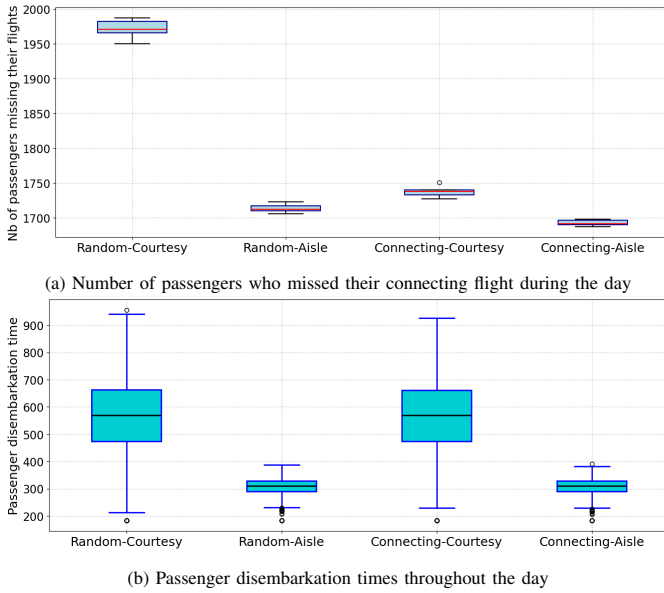 Nb of passengers missing their flights
2000
1950
1900
1850
1800
1750
1700
Random-Courtesy Random-Aisle Connecting-Courtesy Connecting-Aisle
(a) Number of passengers who missed their connecting flight during the day
Passenger disembarkation time
900
800
700
600
500
400
300
200
Random-Courtesy Random-Aisle Connecting-Courtesy Connecting-Aisle
(b) Passenger disembarkation times throughout the day